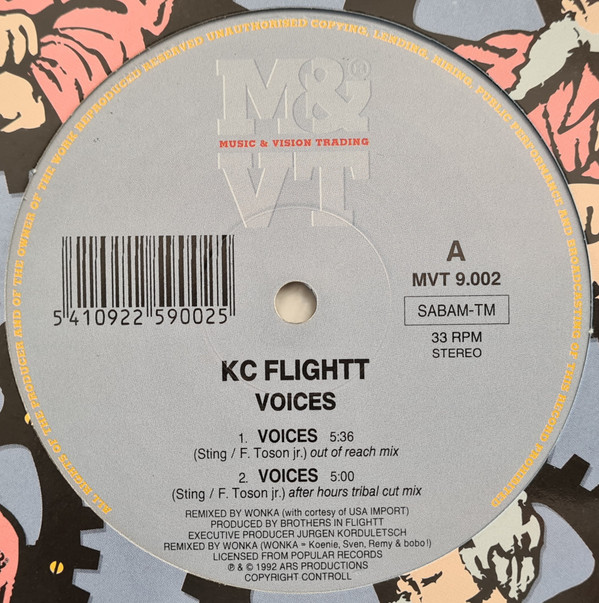 ALL RIGHTS OF THE PRODUCER AND OF THE OWNER OF THE WORK REPRODUCED RESERVED UNAUTHORISED COPYING, LENDING, HIRING, PUBLIC PERFORMANCE AND BROADCASTING OF THIS RECORD PROHIBITED
M&
®
MUSIC & VISION TRADING
VT
5 410922 590025
A
MVT 9.002
SABAM-TM
33 RPM
STEREO
KC FLIGHTT
VOICES
1. VOICES 5:36
(Sting / F. Toson jr.) out of reach mix
2. VOICES 5:00
(Sting / F. Toson jr.) after hours tribal cut mix
REMIXED BY WONKA (with cortesy of USA IMPORT)
PRODUCED BY BROTHERS IN FLIGHTT
EXECUTIVE PRODUCER JURGEN KORDULETSCH
REMIXED BY WONKA (WONKA = Koenie, Sven, Remy & bobo!)
LICENSED FROM POPULAR RECORDS
℗ & © 1992 ARS PRODUCTIONS
COPYRIGHT CONTROLL